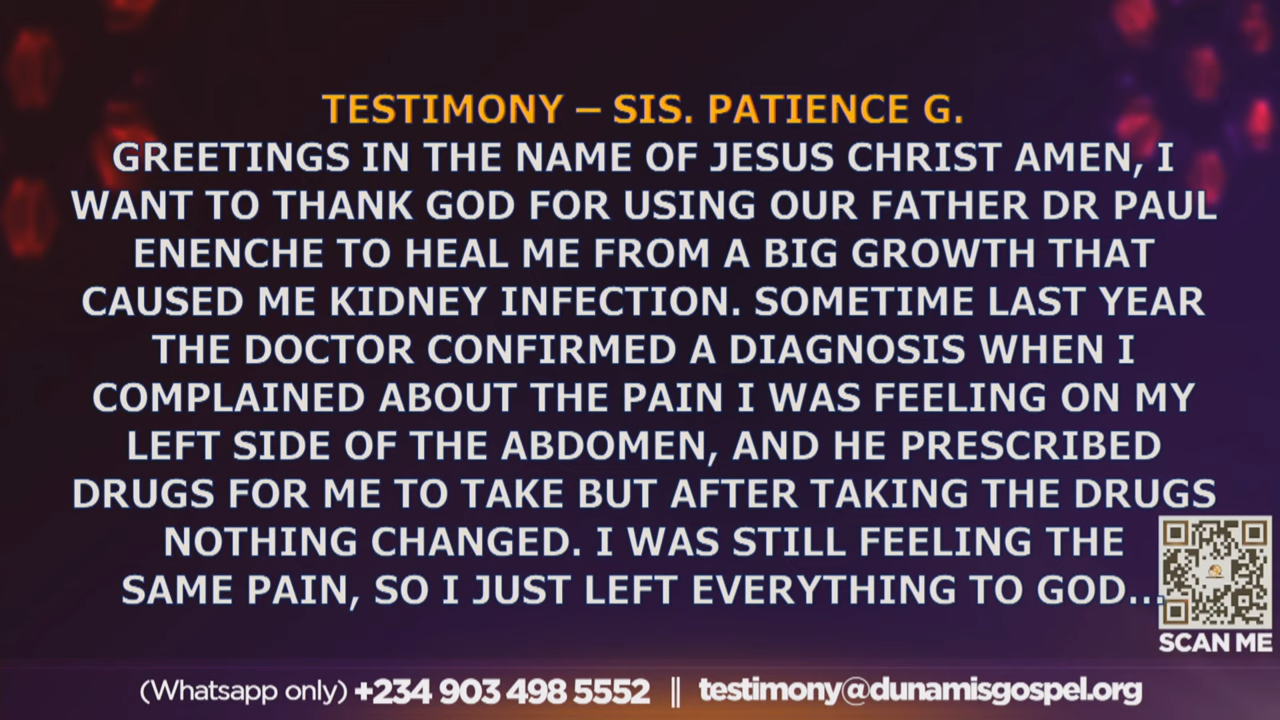 TESTIMONY – SIS. PATIENCE G.
GREETINGS IN THE NAME OF JESUS CHRIST AMEN, I
WANT TO THANK GOD FOR USING OUR FATHER DR PAUL
ENENCHE TO HEAL ME FROM A BIG GROWTH THAT
CAUSED ME KIDNEY INFECTION. SOMETIME LAST YEAR
THE DOCTOR CONFIRMED A DIAGNOSIS WHEN I
COMPLAINED ABOUT THE PAIN I WAS FEELING ON MY
LEFT SIDE OF THE ABDOMEN, AND HE PRESCRIBED
DRUGS FOR ME TO TAKE BUT AFTER TAKING THE DRUGS
NOTHING CHANGED. I WAS STILL FEELING THE
SAME PAIN, SO I JUST LEFT EVERYTHING TO GOD...
SCAN ME
(Whatsapp only) +234 903 498 5552 || testimony@dunamisgospel.org